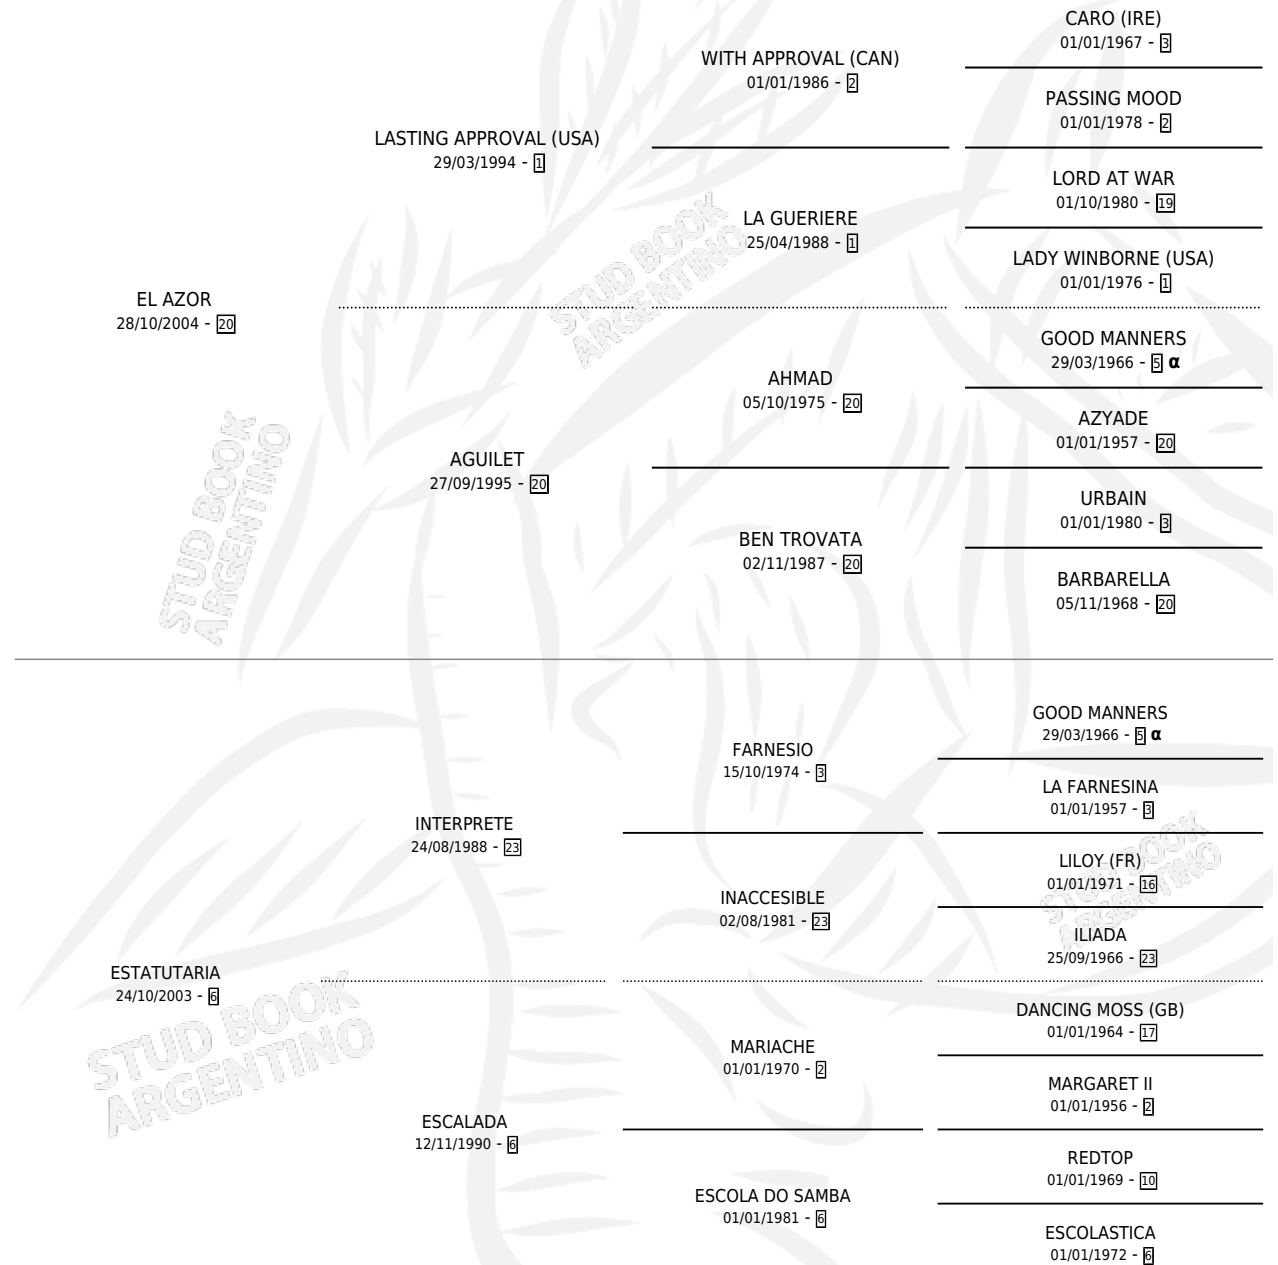 CARO (IRE)
01/01/1967 - 3
WITH APPROVAL (CAN)
01/01/1986 - 2
PASSING MOOD
01/01/1978 - 2
LASTING APPROVAL (USA)
29/03/1994 - 1
LORD AT WAR
01/10/1980 - 19
LA GUERIERE
25/04/1988 - 1
LADY WINBORNE (USA)
01/01/1976 - 1
EL AZOR
28/10/2004 - 20
GOOD MANNERS
29/03/1966 - 5 α
AHMAD
05/10/1975 - 20
AZYADE
01/01/1957 - 20
AGUILET
27/09/1995 - 20
URBAIN
01/01/1980 - 3
BEN TROVATA
02/11/1987 - 20
BARBARELLA
05/11/1968 - 20
GOOD MANNERS
29/03/1966 - 5 α
FARNESIO
15/10/1974 - 3
LA FARNESINA
01/01/1957 - 3
INTERPRETE
24/08/1988 - 23
LILOY (FR)
01/01/1971 - 16
INACCESIBLE
02/08/1981 - 23
ILIADA
25/09/1966 - 23
ESTATUTARIA
24/10/2003 - 6
DANCING MOSS (GB)
01/01/1964 - 17
MARIACHE
01/01/1970 - 2
MARGARET II
01/01/1956 - 2
ESCALADA
12/11/1990 - 6
REDTOP
01/01/1969 - 10
ESCOLA DO SAMBA
01/01/1981 - 6
ESCOLASTICA
01/01/1972 - 6
STUD BOOK
ARGENTINO
STUD BOOK
ARGENTINO
STUD BOOK
ARGENTINO
STUD BOOK
ARGENTINO